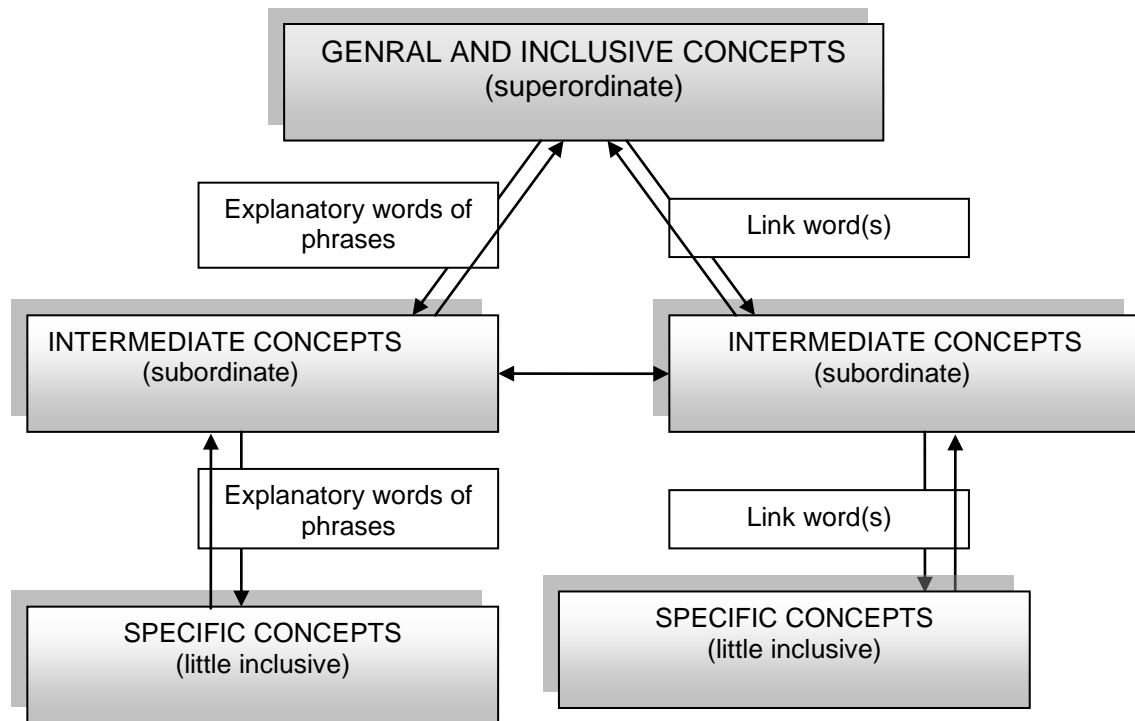 GENRAL AND INCLUSIVE CONCEPTS
(superordinate)
Explanatory words of
phrases
Link word(s)
INTERMEDIATE CONCEPTS
(subordinate)
INTERMEDIATE CONCEPTS
(subordinate)
Explanatory words of
phrases
Link word(s)
SPECIFIC CONCEPTS
(little inclusive)
SPECIFIC CONCEPTS
(little inclusive)